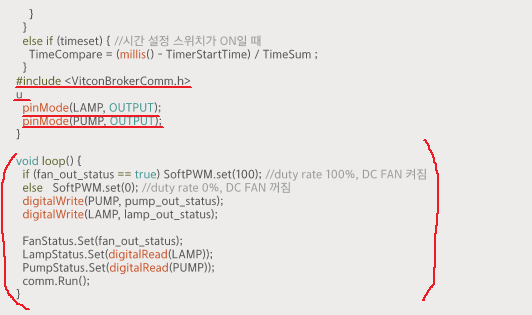 }
}
else if (timeset) { //시간 설정 스위치가 ON일 때
TimeCompare = (millis() - TimerStartTime) / TimeSum ;
}
#include <VitconBrokerComm.h>
u
pinMode(LAMP, OUTPUT);
pinMode(PUMP, OUTPUT);
}
void loop() {
if (fan_out_status == true) SoftPWM.set(100); //duty rate 100%, DC FAN 켜짐
else SoftPWM.set(0); //duty rate 0%, DC FAN 꺼짐
digitalWrite(PUMP, pump_out_status);
digitalWrite(LAMP, lamp_out_status);
FanStatus.Set(fan_out_status);
LampStatus.Set(digitalRead(LAMP));
PumpStatus.Set(digitalRead(PUMP));
comm.Run();
}